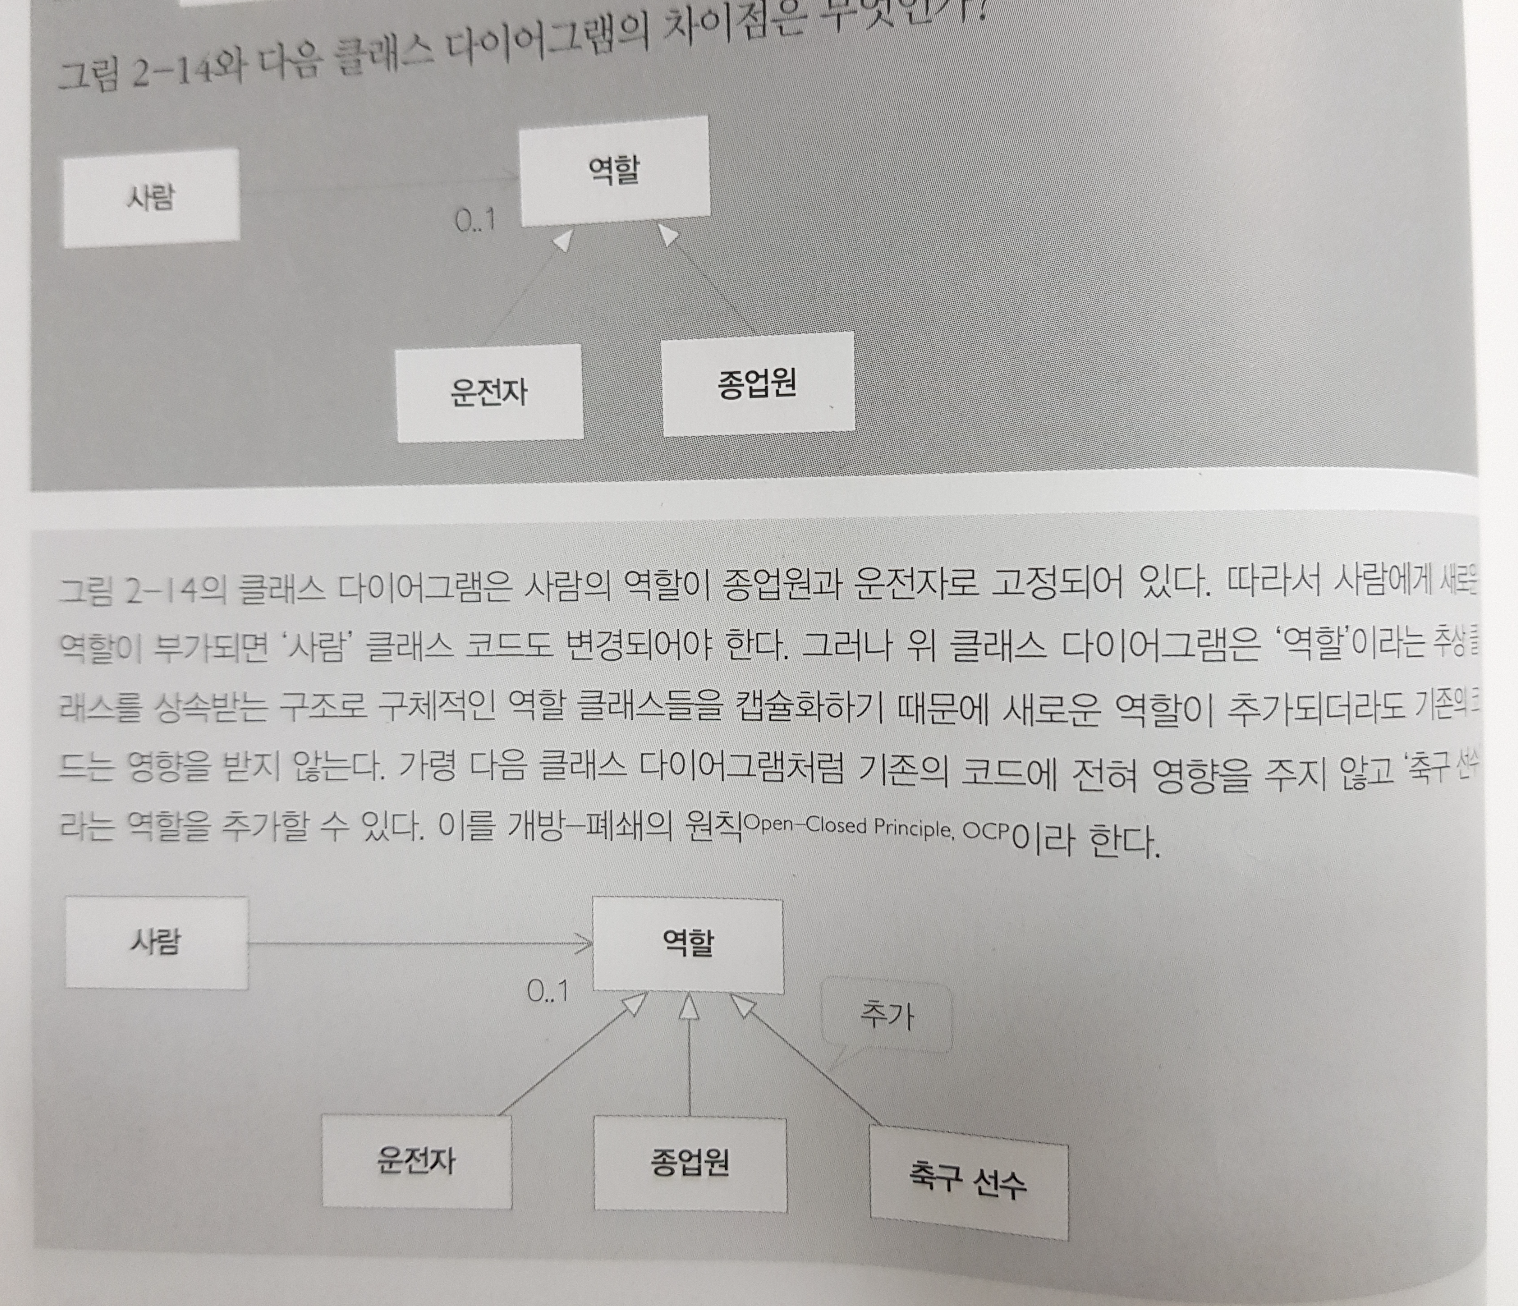 그림 2-14와 다음 클래스 다이어그램의 차이점은 무엇인가?
사람
역할
0..1
운전자
종업원
그림 2-14의 클래스 다이어그램은 사람의 역할이 종업원과 운전자로 고정되어 있다. 따라서 사람에게 새로운
역할이 부가되면 ‘사람’ 클래스 코드도 변경되어야 한다. 그러나 위 클래스 다이어그램은 ‘역할’이라는 추상 클
래스를 상속받는 구조로 구체적인 역할 클래스들을 캡슐화하기 때문에 새로운 역할이 추가되더라도 기존의 코
드는 영향을 받지 않는다. 가령 다음 클래스 다이어그램처럼 기존의 코드에 전혀 영향을 주지 않고 ‘축구 선수
라는 역할을 추가할 수 있다. 이를 개방-폐쇄의 원칙Open-Closed Principle, OCP이라 한다.
사람
역할
0..1
추가
운전자
종업원
축구 선수